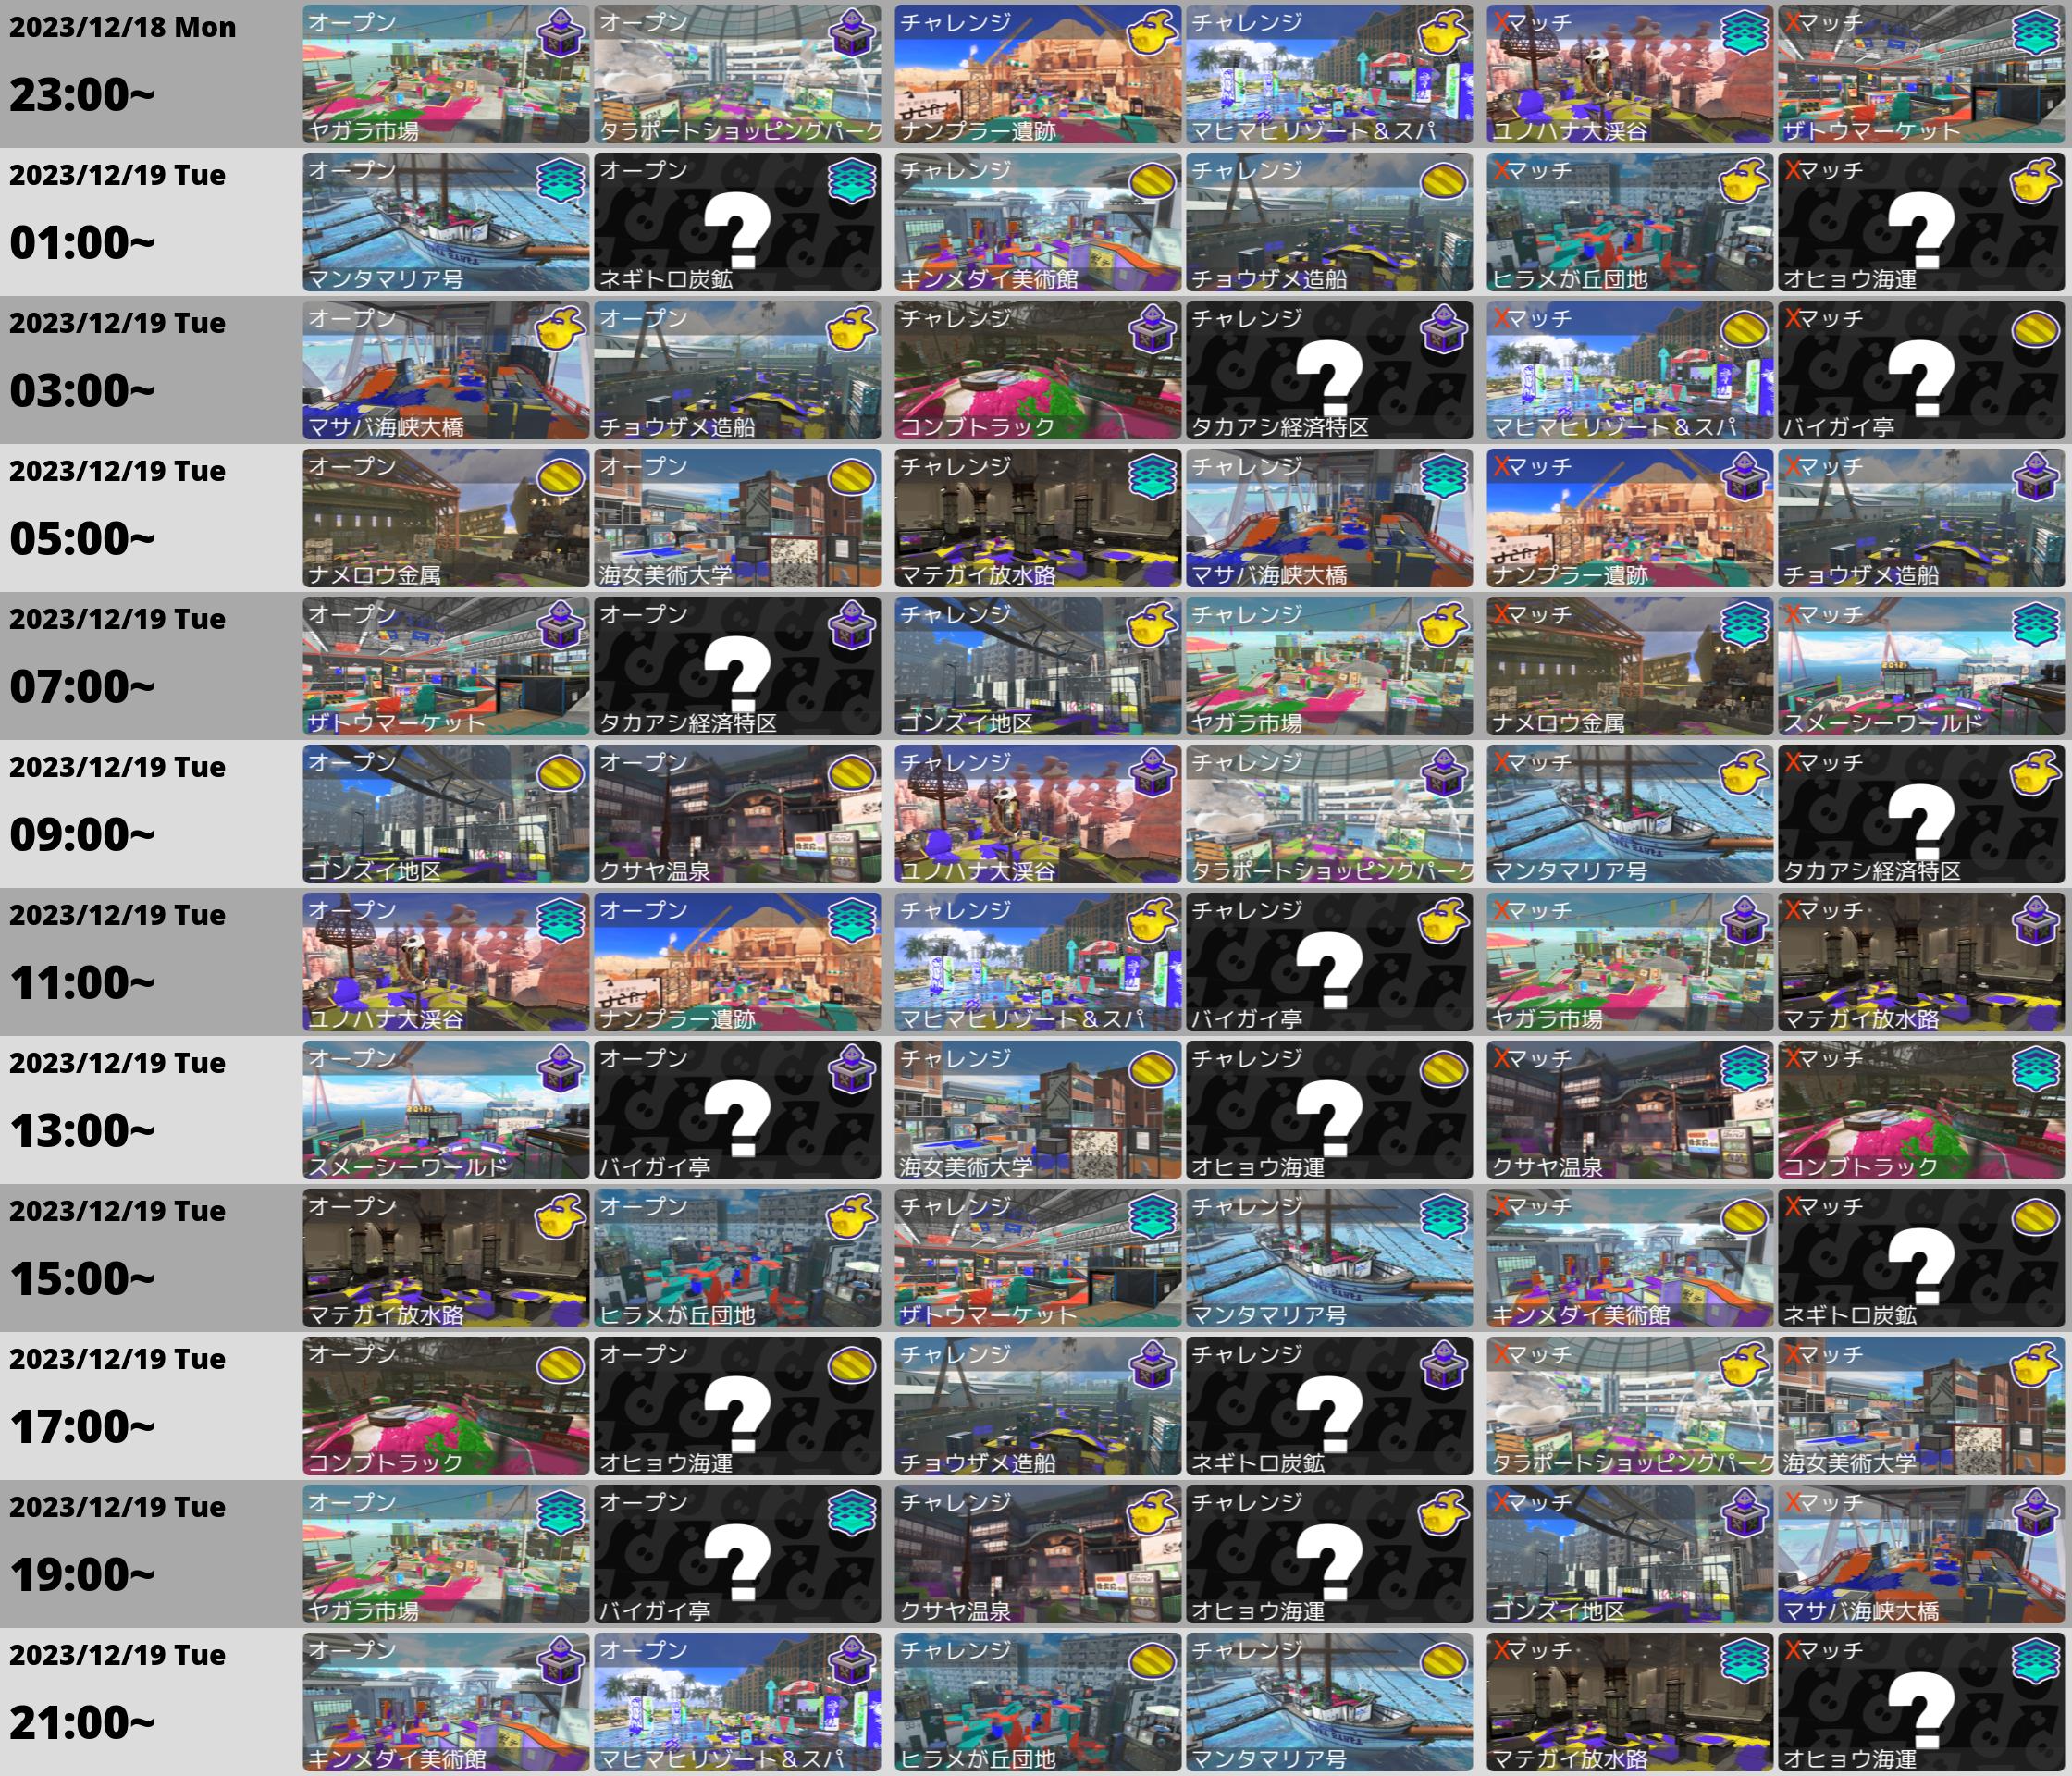 2023/12/18 Mon
23:00~
オープン オープン チャレンジ チャレンジ Xマッチ Xマッチ
ヤガラ市場 タラポートショッピングパーク ナンプラー遺跡 マヒマヒリゾート＆スパ ユノハナ大渓谷 ザトウマーケット
2023/12/19 Tue
01:00~
オープン オープン チャレンジ チャレンジ Xマッチ Xマッチ
マンタマリア号 ネギトロ炭鉱 キンメダイ美術館 チョウザメ造船 ヒラメが丘団地 オヒョウ海運
2023/12/19 Tue
03:00~
オープン オープン チャレンジ チャレンジ Xマッチ Xマッチ
マサバ海峡大橋 チョウザメ造船 コンブトラック タカアシ経済特区 マヒマヒリゾート＆スパ バイガイ亭
2023/12/19 Tue
05:00~
オープン オープン チャレンジ チャレンジ Xマッチ Xマッチ
ナメロウ金属 海女美術大学 マテガイ放水路 マサバ海峡大橋 ナンプラー遺跡 チョウザメ造船
2023/12/19 Tue
07:00~
オープン オープン チャレンジ チャレンジ Xマッチ Xマッチ
ザトウマーケット タカアシ経済特区 ゴンズイ地区 ヤガラ市場 ナメロウ金属 スメーシーワールド
2023/12/19 Tue
09:00~
オープン オープン チャレンジ チャレンジ Xマッチ Xマッチ
ゴンズイ地区 クサヤ温泉 ユノハナ大渓谷 タラポートショッピングパーク マンタマリア号 タカアシ経済特区
2023/12/19 Tue
11:00~
オープン オープン チャレンジ チャレンジ Xマッチ Xマッチ
ユノハナ大渓谷 ナンプラー遺跡 マヒマヒリゾート＆スパ バイガイ亭 ヤガラ市場 マテガイ放水路
2023/12/19 Tue
13:00~
オープン オープン チャレンジ チャレンジ Xマッチ Xマッチ
スメーシーワールド バイガイ亭 海女美術大学 オヒョウ海運 クサヤ温泉 コンブトラック
2023/12/19 Tue
15:00~
オープン オープン チャレンジ チャレンジ Xマッチ Xマッチ
マテガイ放水路 ヒラメが丘団地 ザトウマーケット マンタマリア号 キンメダイ美術館 ネギトロ炭鉱
2023/12/19 Tue
17:00~
オープン オープン チャレンジ チャレンジ Xマッチ Xマッチ
コンブトラック オヒョウ海運 チョウザメ造船 ネギトロ炭鉱 タラポートショッピングパーク 海女美術大学
2023/12/19 Tue
19:00~
オープン オープン チャレンジ チャレンジ Xマッチ Xマッチ
ヤガラ市場 バイガイ亭 クサヤ温泉 オヒョウ海運 ゴンズイ地区 マサバ海峡大橋
2023/12/19 Tue
21:00~
オープン オープン チャレンジ チャレンジ Xマッチ Xマッチ
キンメダイ美術館 マヒマヒリゾート＆スパ ヒラメが丘団地 マンタマリア号 マテガイ放水路 オヒョウ海運